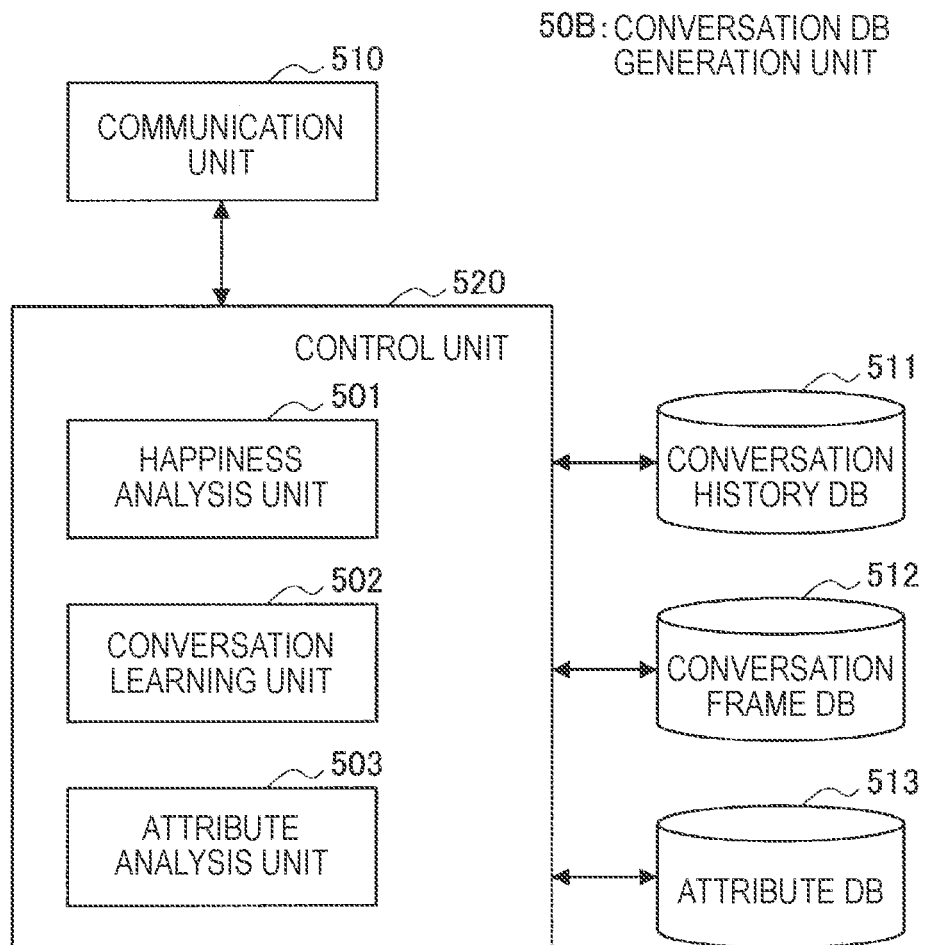 50B: CONVERSATION DB
GENERATION UNIT
510
COMMUNICATION
UNIT
520
CONTROL UNIT
501
HAPPINESS
ANALYSIS UNIT
502
CONVERSATION
LEARNING UNIT
503
ATTRIBUTE
ANALYSIS UNIT
511
CONVERSATION
HISTORY DB
512
CONVERSATION
FRAME DB
513
ATTRIBUTE DB